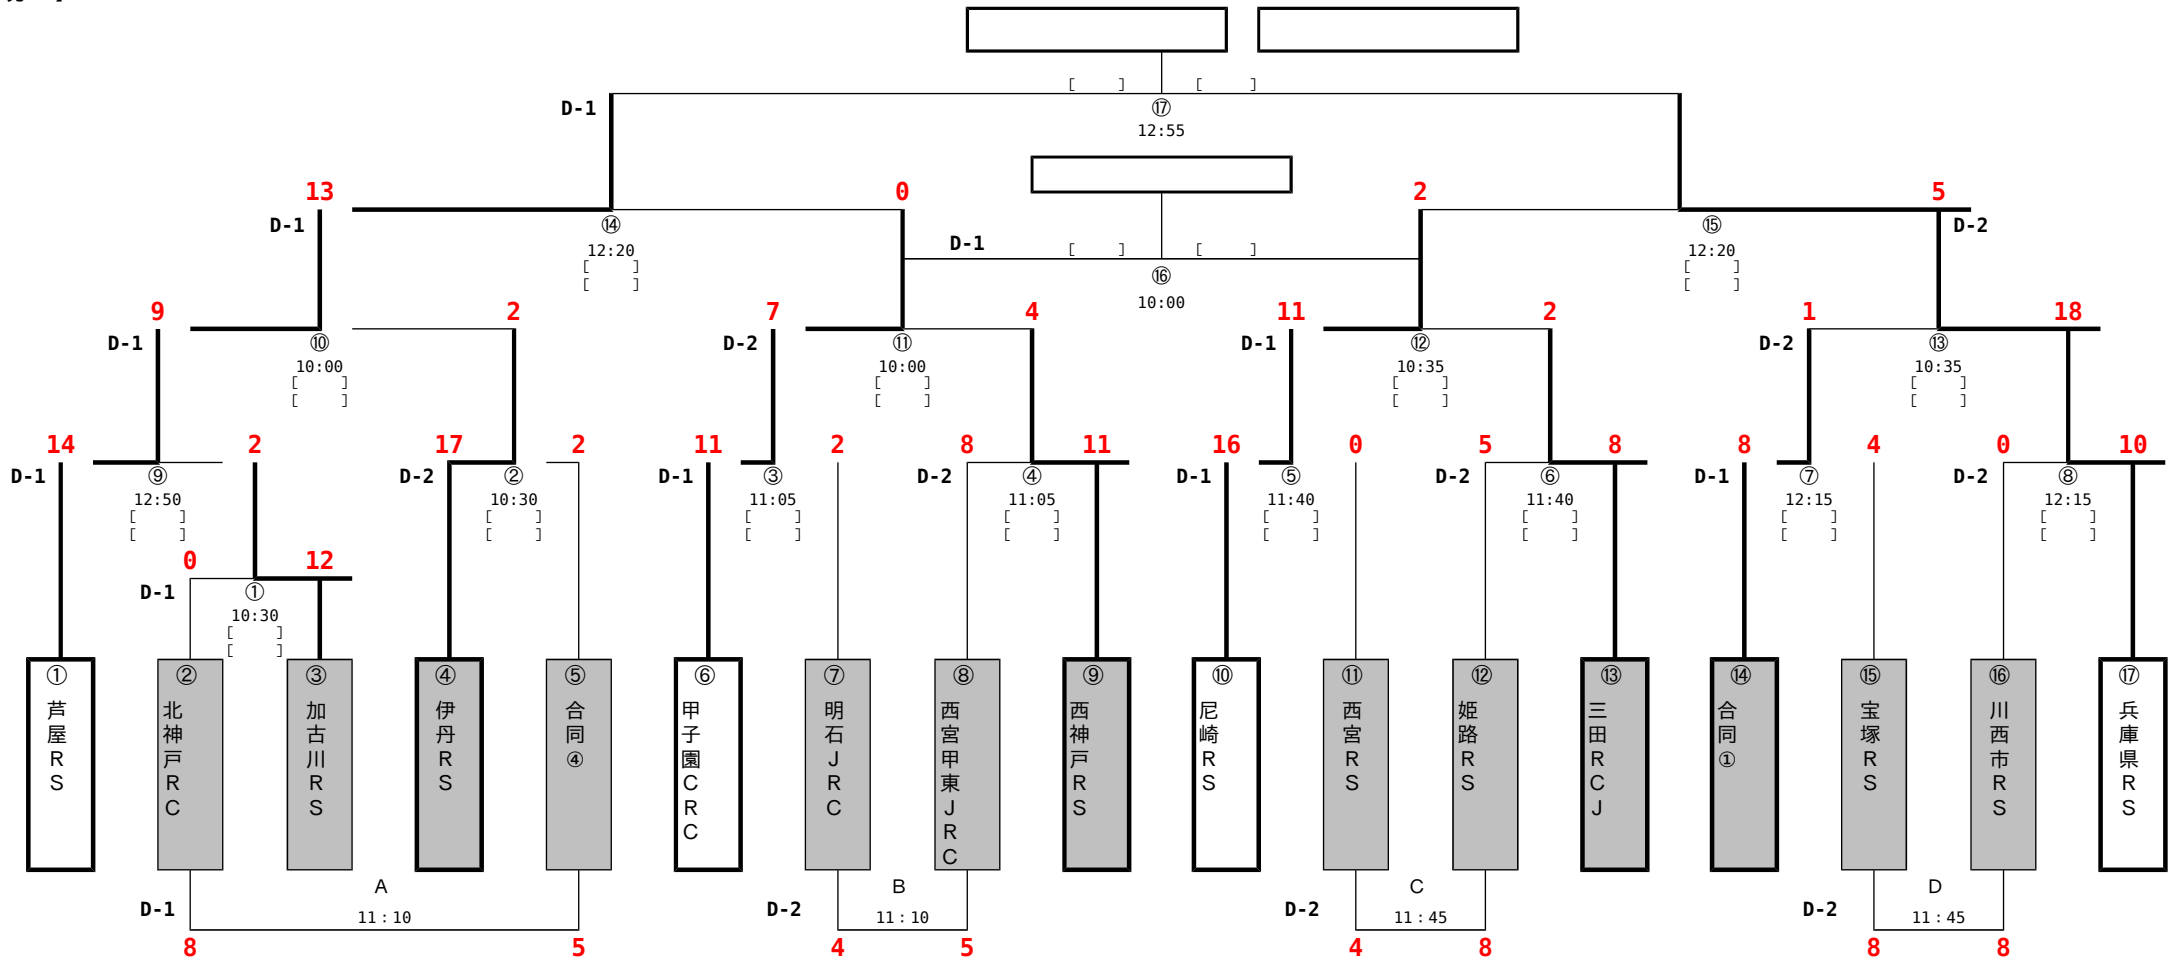 [ ] [ ]
D-1
⑰
12:55
13 0 2 5
D-1 ⑭ D-1 [ ] [ ] ⑮ D-2
12:20 ⑯ 12:20
[ ] 10:00 [ ]
[ ] [ ]
9 2 7 4 11 2 1 18
D-1 ⑩ D-2 ⑪ D-1 ⑫ D-2 ⑬
10:00 10:00 10:35 10:35
[ ] [ ] [ ] [ ]
[ ] [ ] [ ] [ ]
14 2 17 2 11 2 8 11 16 0 5 8 8 4 0 10
D-1 ⑨ D-2 ② D-1 ③ D-2 ④ D-1 ⑤ D-2 ⑥ D-1 ⑦ D-2 ⑧
12:50 10:30 11:05 11:05 11:40 11:40 12:15 12:15
[ ] [ ] [ ] [ ] [ ] [ ] [ ] [ ]
[ ] [ ] [ ] [ ] [ ] [ ] [ ] [ ]
0 12
D-1 ①
10:30
[ ]
[ ]
① 芦屋RS
② 北神戸RC
③ 加古川RS
④ 伊丹RS
⑤ 合同④
⑥ 甲子園CRC
⑦ 明石JRC
⑧ 西宮甲東JRC
⑨ 西神戸RS
⑩ 尼崎RS
⑪ 西宮RS
⑫ 姫路RS
⑬ 三田RCJ
⑭ 合同①
⑮ 宝塚RS
⑯ 川西市RS
⑰ 兵庫県RS
A B C D
D-1 11:10 D-2 11:10 D-2 11:45 D-2 11:45
8 5 4 5 4 8 8 8